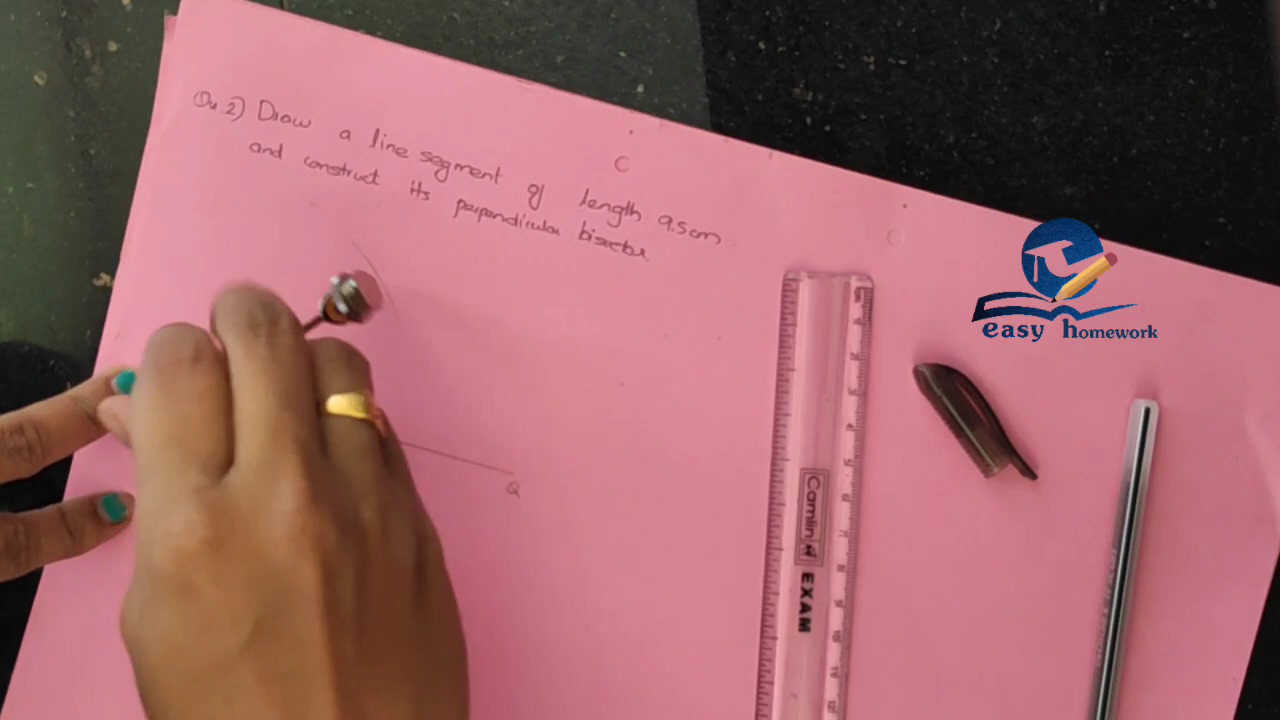 Qu.2) Draw a line segment of length 9.5cm
and construct its perpendicular bisector
Q
easy homework
Camlin
EXAM